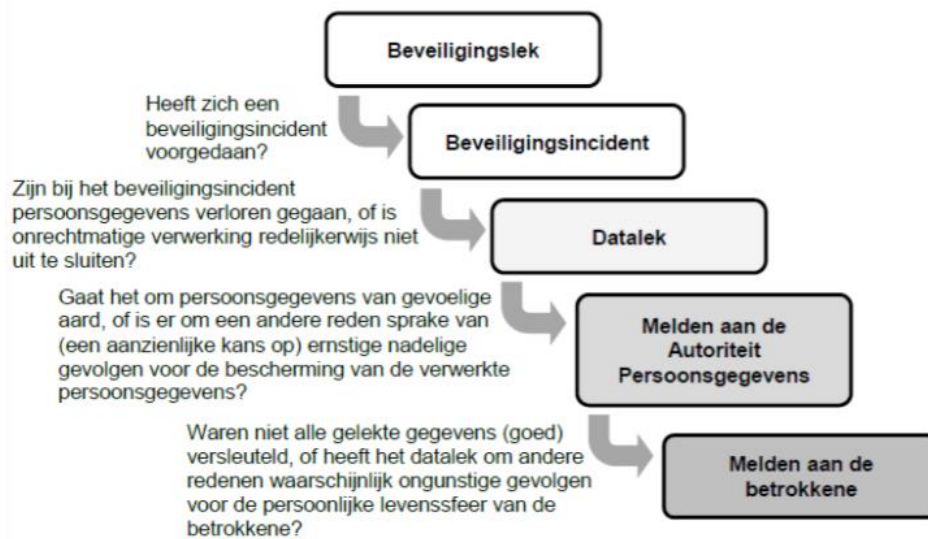 Beveiligingslek
Heeft zich een
beveiligingsincident
voorgedaan?
Beveiligingsincident
Zijn bij het beveiligingsincident
persoonsgegevens verloren gegaan, of is
onrechtmatige verwerking redelijkerwijs niet
uit te sluiten?
Datalek
Gaat het om persoonsgegevens van gevoelige
aard, of is er om een andere reden sprake van
(een aanzienlijke kans op) ernstige nadelige
gevolgen voor de bescherming van de verwerkte
persoonsgegevens?
Melden aan de
Autoriteit
Persoonsgegevens
Waren niet alle gelekte gegevens (goed)
versleuteld, of heeft het datalek om andere
redenen waarschijnlijk ongunstige gevolgen
voor de persoonlijke levenssfeer van de
betrokkene?
Melden aan de
betrokkene